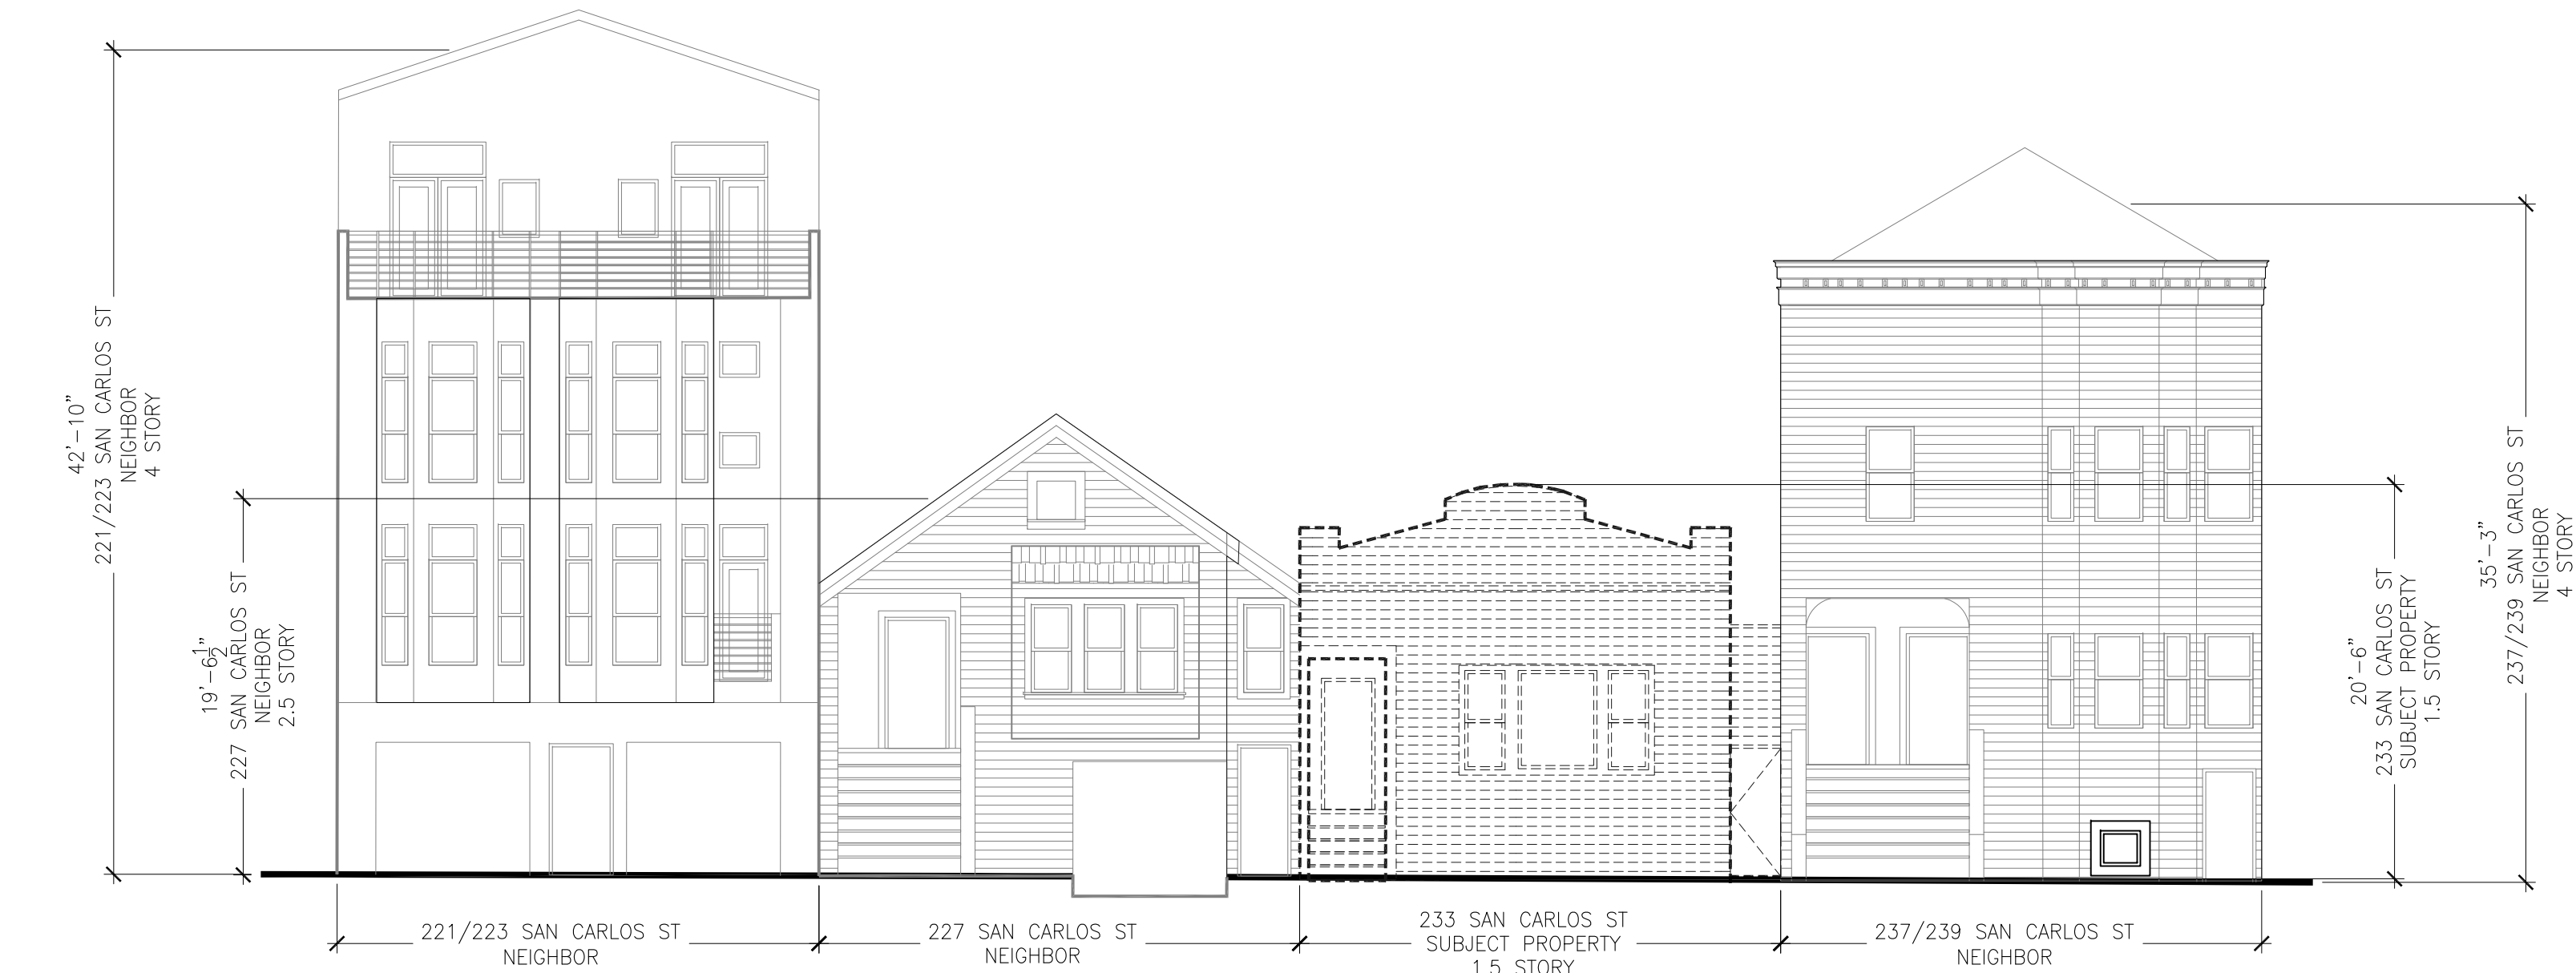 42'-10"
221/223 SAN CARLOS ST
NEIGHBOR
4 STORY
19'-6 1/2"
227 SAN CARLOS ST
NEIGHBOR
2.5 STORY
20'-6"
233 SAN CARLOS ST
SUBJECT PROPERTY
1.5 STORY
35'-3"
237/239 SAN CARLOS ST
NEIGHBOR
4 STORY
221/223 SAN CARLOS ST
NEIGHBOR
227 SAN CARLOS ST
NEIGHBOR
233 SAN CARLOS ST
SUBJECT PROPERTY
1.5 STORY
237/239 SAN CARLOS ST
NEIGHBOR